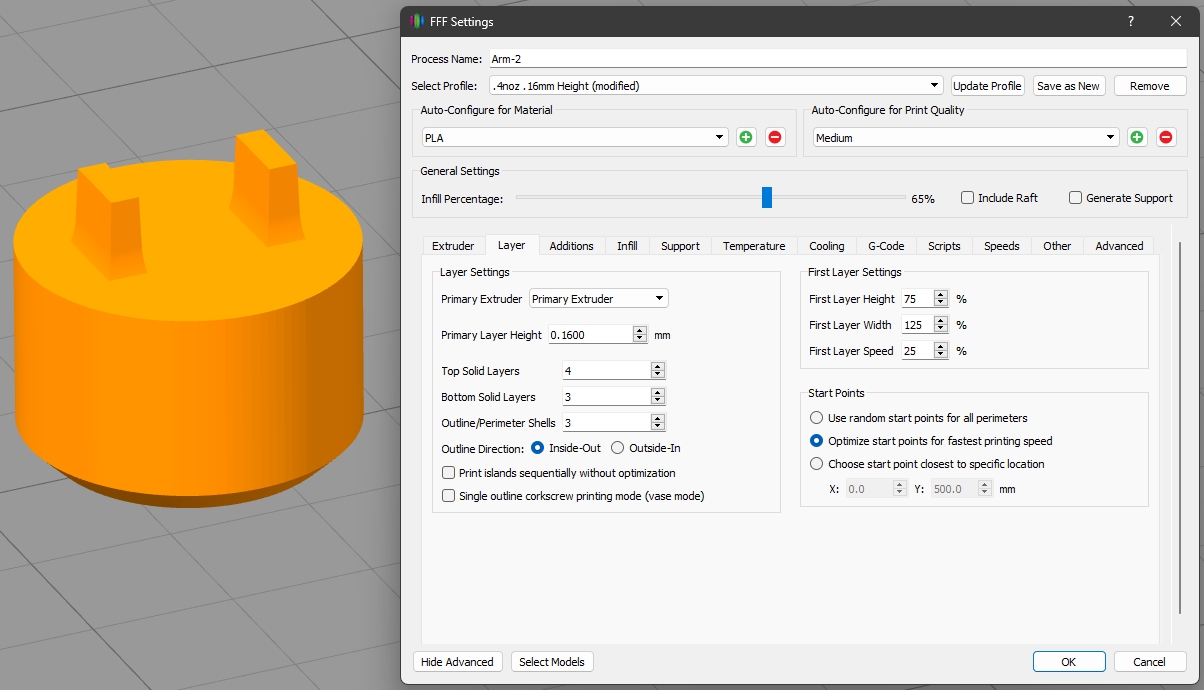 FFF Settings
Process Name: Arm-2
Select Profile: .4noz .16mm Height (modified) Update Profile Save as New Remove
Auto-Configure for Material
PLA
Auto-Configure for Print Quality
Medium
General Settings
Infill Percentage: 65% Include Raft Generate Support
Extruder Layer Additions Infill Support Temperature Cooling G-Code Scripts Speeds Other Advanced
Layer Settings
Primary Extruder Primary Extruder
Primary Layer Height 0.1600 mm
Top Solid Layers 4
Bottom Solid Layers 3
Outline/Perimeter Shells 3
Outline Direction: Inside-Out Outside-In
Print islands sequentially without optimization
Single outline corkscrew printing mode (vase mode)
First Layer Settings
First Layer Height 75 %
First Layer Width 125 %
First Layer Speed 25 %
Start Points
Use random start points for all perimeters
Optimize start points for fastest printing speed
Choose start point closest to specific location
X: 0.0 Y: 500.0 mm
Hide Advanced Select Models OK Cancel